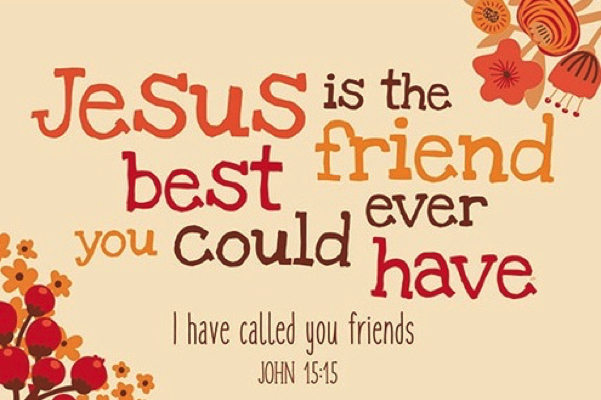 Jesus is the
best friend
you could ever
have
I have called you friends
JOHN 15:15